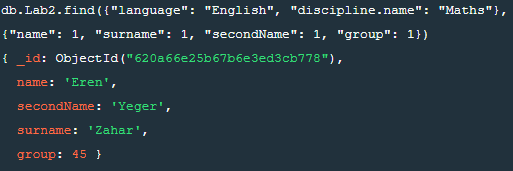 db.Lab2.find({"language": "English", "discipline.name": "Maths"},
{"name": 1, "surname": 1, "secondName": 1, "group": 1})
{ _id: ObjectId("620a66e25b67b6e3ed3cb778"),
name: 'Eren',
secondName: 'Yeger',
surname: 'Zahar',
group: 45 }